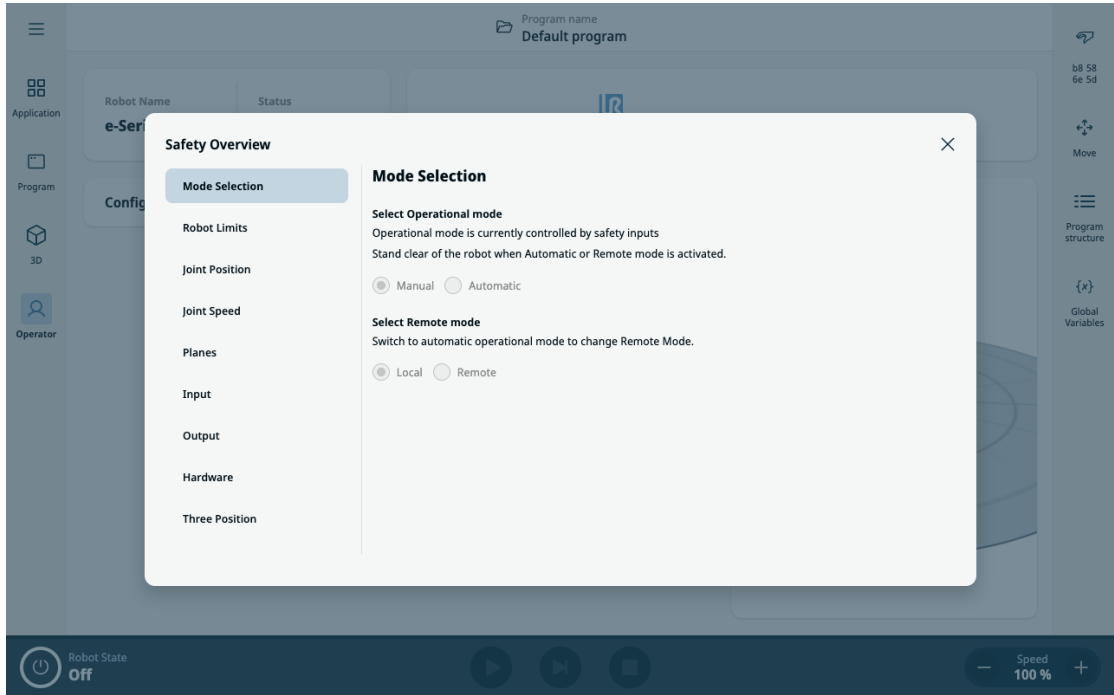 Program name
Default program
b8 58
6e 5d
Application
Robot Name
Status
e-Seri
Safety Overview
Mode Selection
Robot Limits
Joint Position
Joint Speed
Planes
Input
Output
Hardware
Three Position
Mode Selection
Select Operational mode
Operational mode is currently controlled by safety inputs
Stand clear of the robot when Automatic or Remote mode is activated.
Manual Automatic
Select Remote mode
Switch to automatic operational mode to change Remote Mode.
Local Remote
Move
Program
Config
Program
structure
3D
{x}
Global
Variables
Operator
Robot State
Off
Speed
100 %